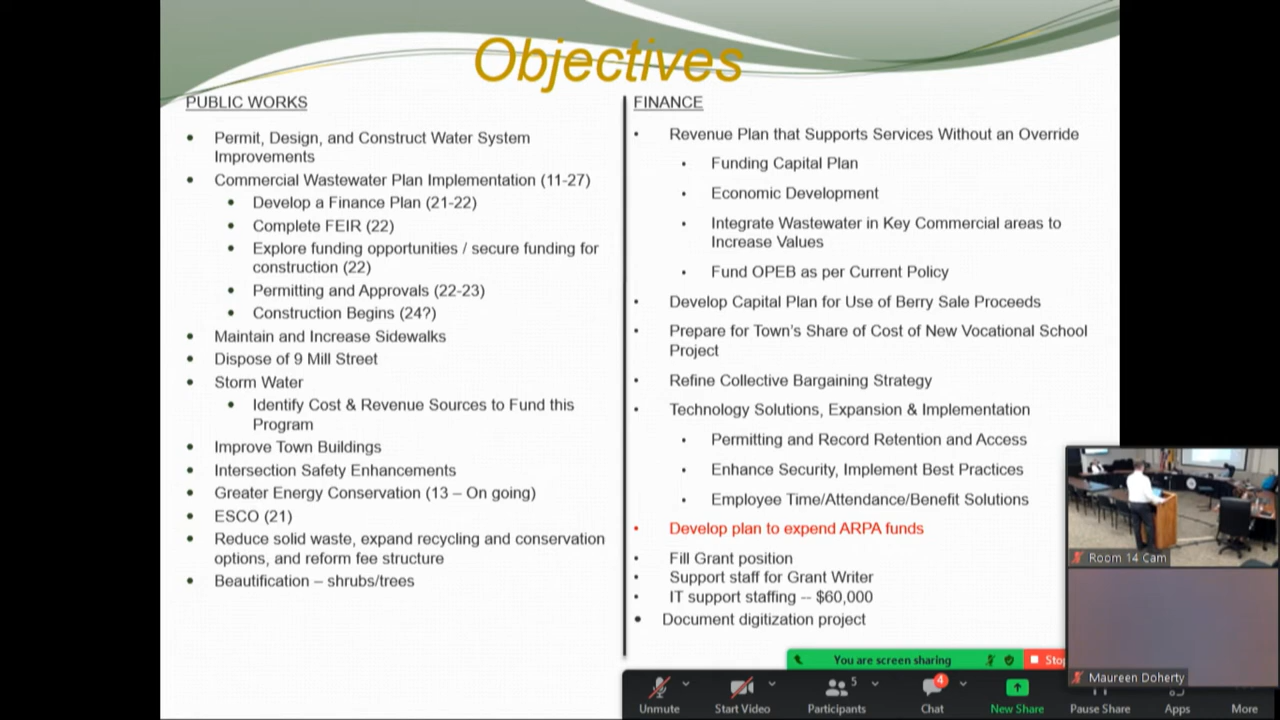 Objectives
PUBLIC WORKS
• Permit, Design, and Construct Water System
Improvements
• Commercial Wastewater Plan Implementation (11-27)
• Develop a Finance Plan (21-22)
• Complete FEIR (22)
• Explore funding opportunities / secure funding for
construction (22)
• Permitting and Approvals (22-23)
• Construction Begins (24?)
• Maintain and Increase Sidewalks
• Dispose of 9 Mill Street
• Storm Water
• Identify Cost & Revenue Sources to Fund this
Program
• Improve Town Buildings
• Intersection Safety Enhancements
• Greater Energy Conservation (13 – On going)
• ESCO (21)
• Reduce solid waste, expand recycling and conservation
options, and reform fee structure
• Beautification – shrubs/trees
FINANCE
• Revenue Plan that Supports Services Without an Override
• Funding Capital Plan
• Economic Development
• Integrate Wastewater in Key Commercial areas to
Increase Values
• Fund OPEB as per Current Policy
• Develop Capital Plan for Use of Berry Sale Proceeds
• Prepare for Town's Share of Cost of New Vocational School
Project
• Refine Collective Bargaining Strategy
• Technology Solutions, Expansion & Implementation
• Permitting and Record Retention and Access
• Enhance Security, Implement Best Practices
• Employee Time/Attendance/Benefit Solutions
• Develop plan to expend ARPA funds
• Fill Grant position
• Support staff for Grant Writer
• IT support staffing -- $60,000
• Document digitization project
Room 14 Cam
Maureen Doherty
You are screen sharing
Stop
Unmute
Start Video
5
Participants
4
Chat
New Share
Pause Share
Apps
More